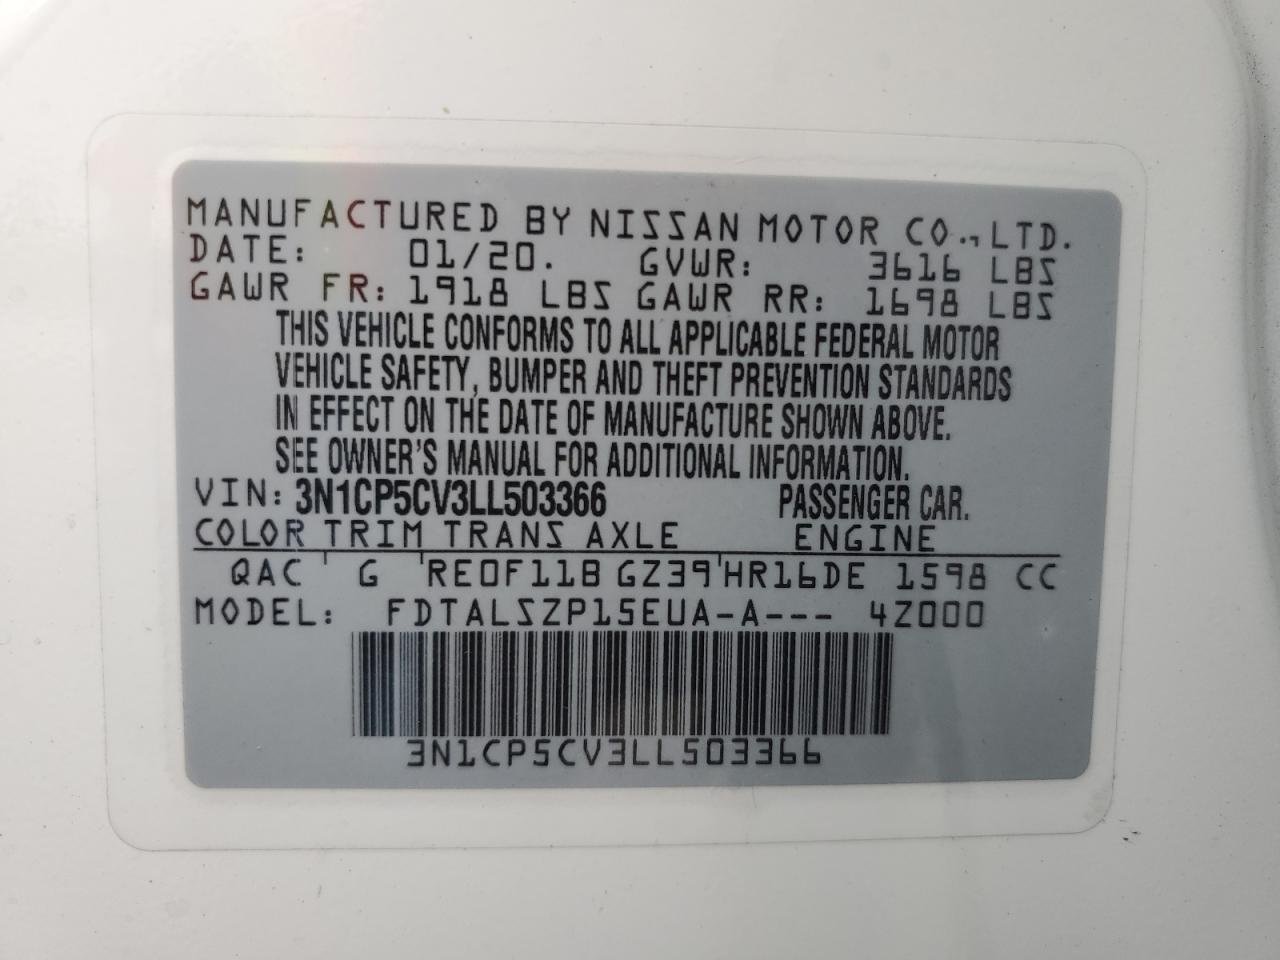 MANUFACTURED BY NISSAN MOTOR CO., LTD.
DATE: 01/20. GVWR: 3616 LBS
GAWR FR: 1918 LBS GAWR RR: 1698 LBS
THIS VEHICLE CONFORMS TO ALL APPLICABLE FEDERAL MOTOR
VEHICLE SAFETY, BUMPER AND THEFT PREVENTION STANDARDS
IN EFFECT ON THE DATE OF MANUFACTURE SHOWN ABOVE.
SEE OWNER'S MANUAL FOR ADDITIONAL INFORMATION.
VIN: 3N1CP5CV3LL503366 PASSENGER CAR.
COLOR TRIM TRANS AXLE ENGINE
QAC G RE0F11B GZ39 HR16DE 1598 CC
MODEL: FDTALSZP15EUA-A--- 4Z000
3N1CP5CV3LL503366